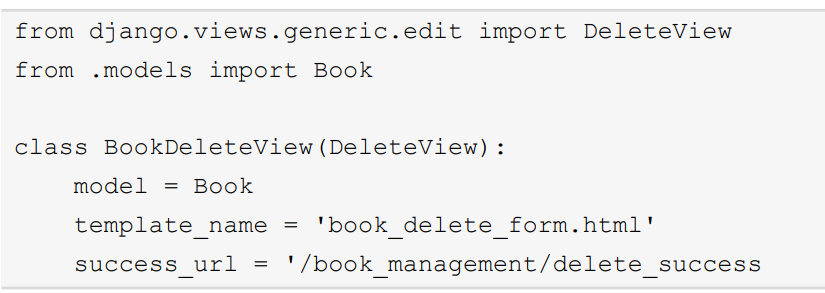 from django.views.generic.edit import DeleteView
from .models import Book
class BookDeleteView(DeleteView):
    model = Book
    template_name = 'book_delete_form.html'
    success_url = '/book_management/delete_success